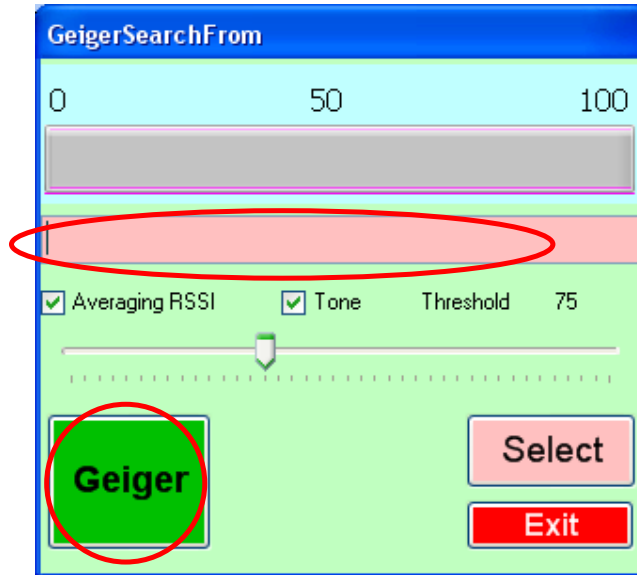 GeigerSearchFrom
0 50 100
Averaging RSSI Tone Threshold 75
Select
Geiger
Exit